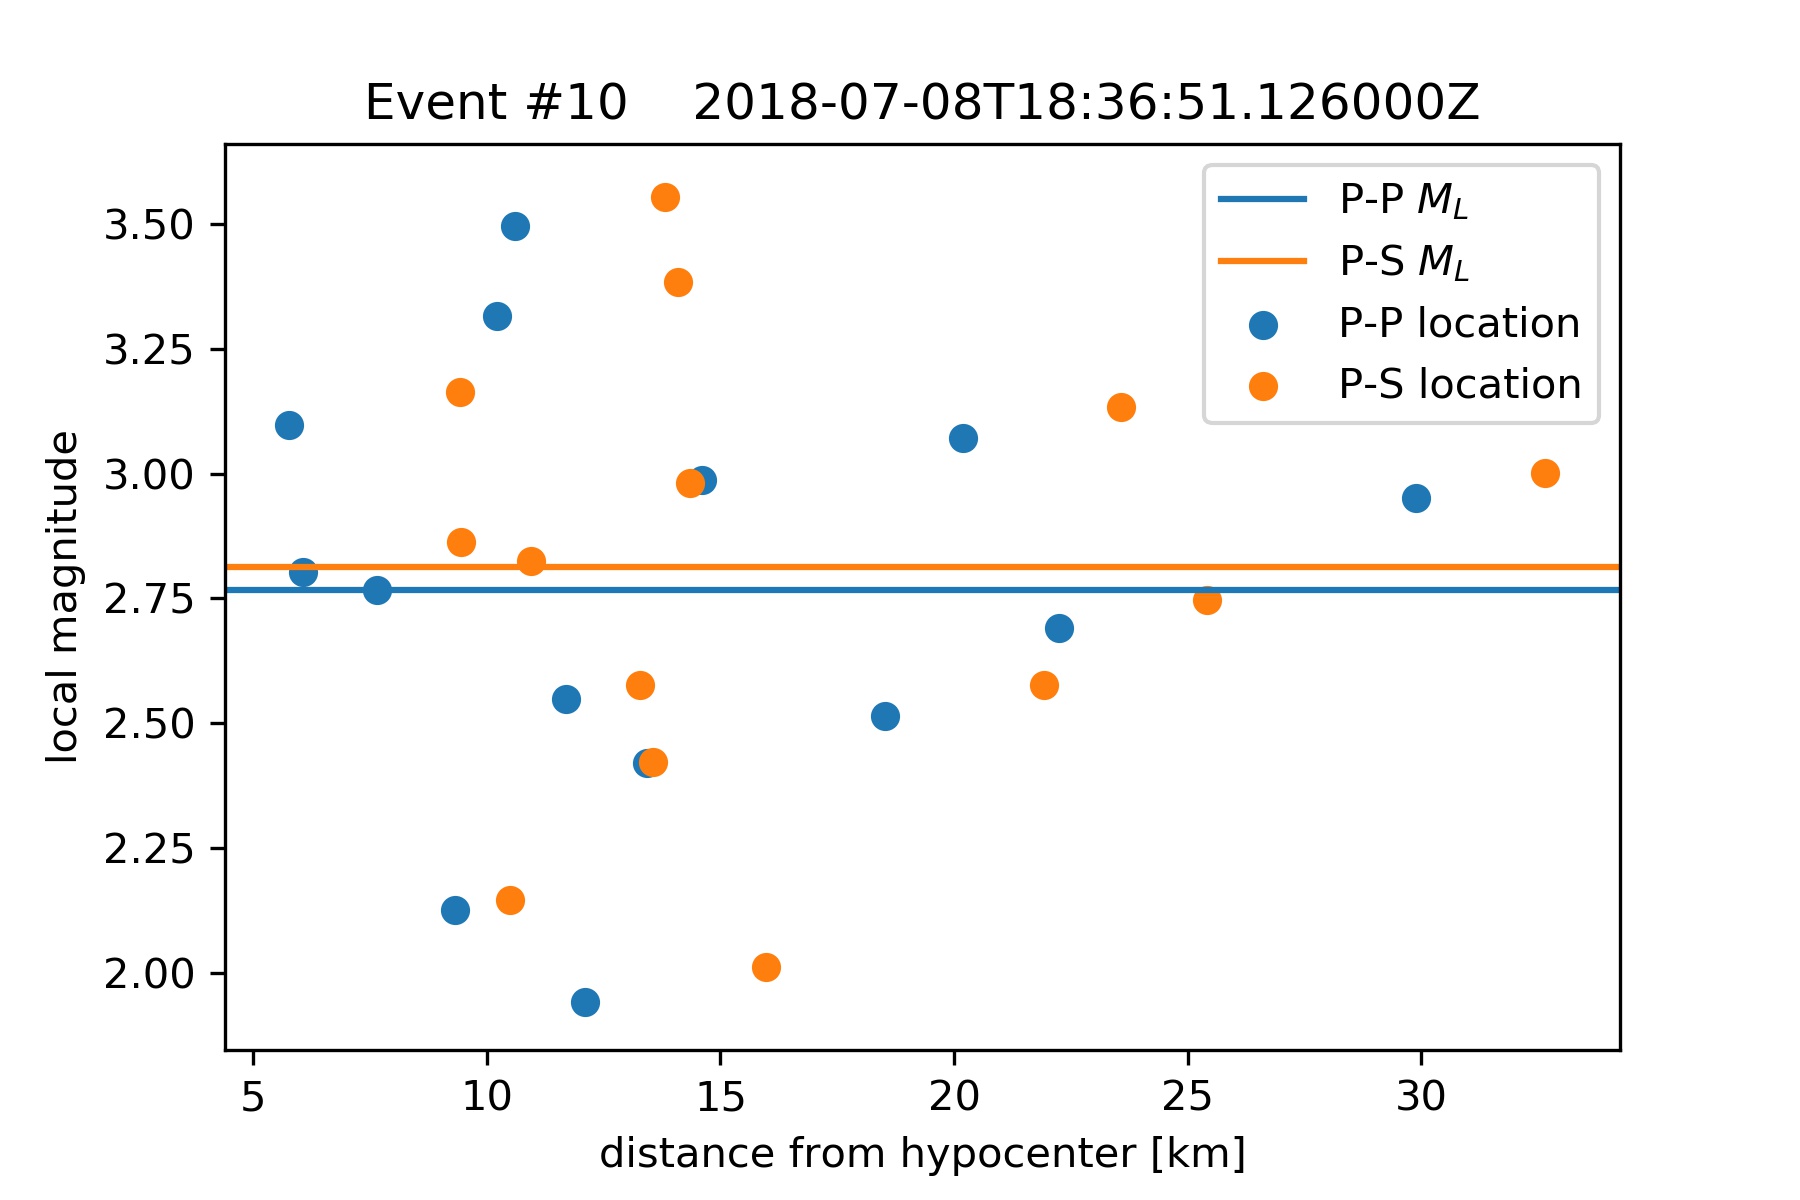 Event #10    2018-07-08T18:36:51.126000Z
P-P M_L
P-S M_L
P-P location
P-S location
3.50
3.25
3.00
2.75
2.50
2.25
2.00
local magnitude
5 10 15 20 25 30
distance from hypocenter [km]